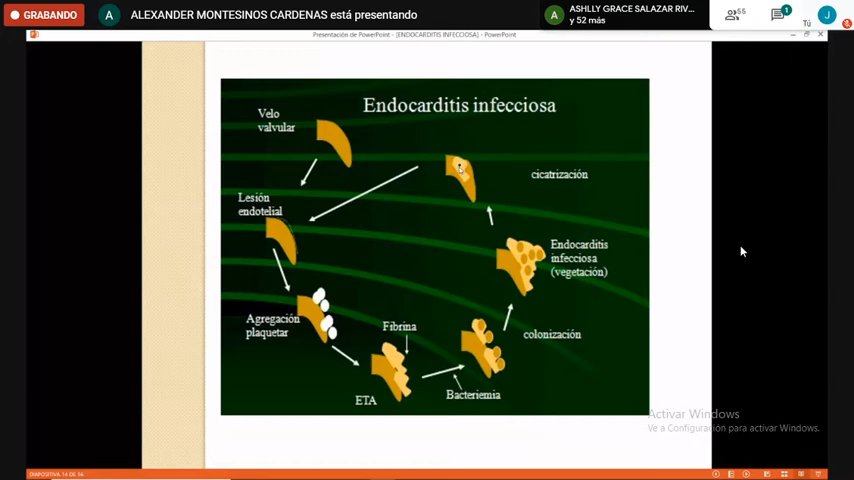 GRABANDO
A
ALEXANDER MONTESINOS CARDENAS está presentando
A
ASHLLY GRACE SALAZAR RIV...
y 52 más
55
1
J
Tú
Presentación de PowerPoint - [ENDOCARDITIS INFECCIOSA] - PowerPoint
Endocarditis infecciosa
Velo
valvular
cicatrización
Lesión
endotelial
Endocarditis
infecciosa
(vegetación)
Agregación
plaquetar
Fibrina
colonización
ETA
Bacteriemia
Activar Windows
Ve a Configuración para activar Windows.
DIAPOSITIVA 14 DE 56